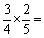 3/4 × 2/5 =